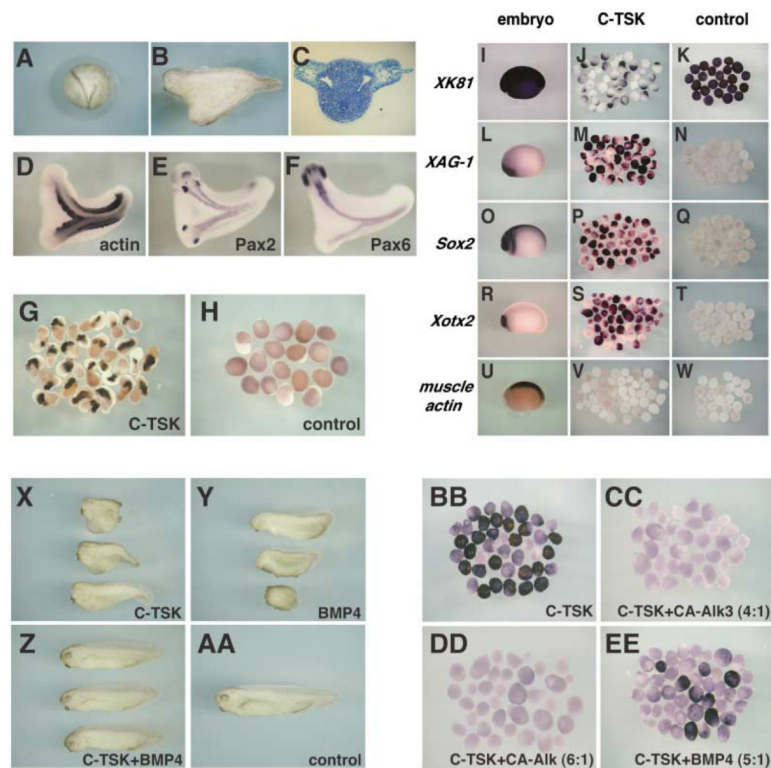 embryo C-TSK control
A B C
D actin E Pax2 F Pax6
G C-TSK H control
XK81 I J K
XAG-1 L M N
Sox2 O P Q
Xotx2 R S T
muscle actin U V W
X C-TSK Y BMP4
Z C-TSK+BMP4 AA control
BB C-TSK CC C-TSK+CA-Alk3 (4:1)
DD C-TSK+CA-Alk (6:1) EE C-TSK+BMP4 (5:1)